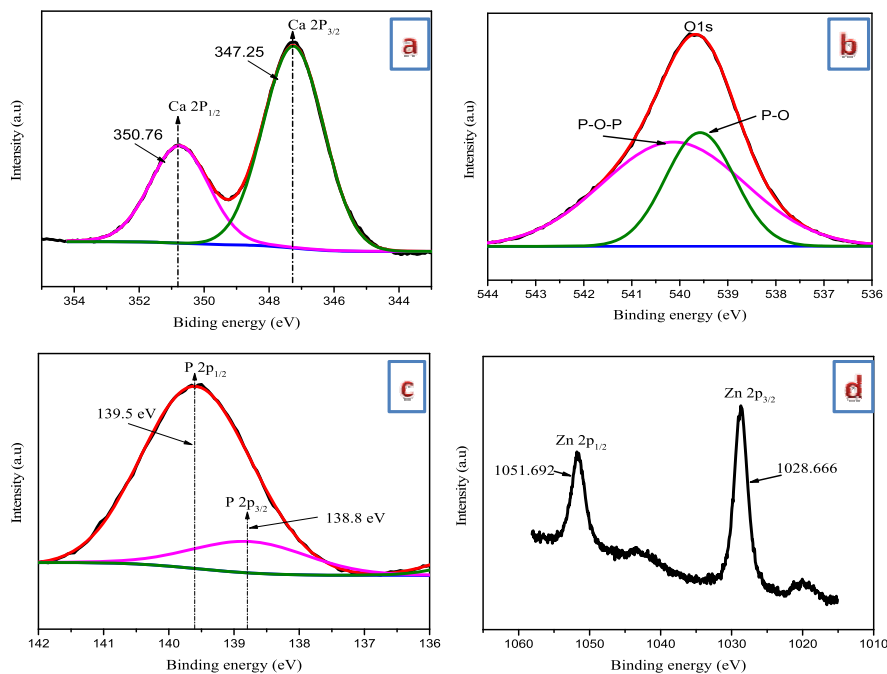 Ca 2P3/2
a
347.25
Ca 2P1/2
350.76
Intensity (a.u)
354 352 350 348 346 344
Biding energy (eV)
O1s
b
P-O-P
P-O
Intensity (a.u)
544 543 542 541 540 539 538 537 536
Binding energy (eV)
P 2p1/2
c
139.5 eV
P 2p3/2
138.8 eV
Intensity (a.u)
142 141 140 139 138 137 136
Binding energy (eV)
d
Zn 2p3/2
Zn 2p1/2
1051.692
1028.666
Intensity (a.u)
1060 1050 1040 1030 1020 1010
Binding energy (eV)